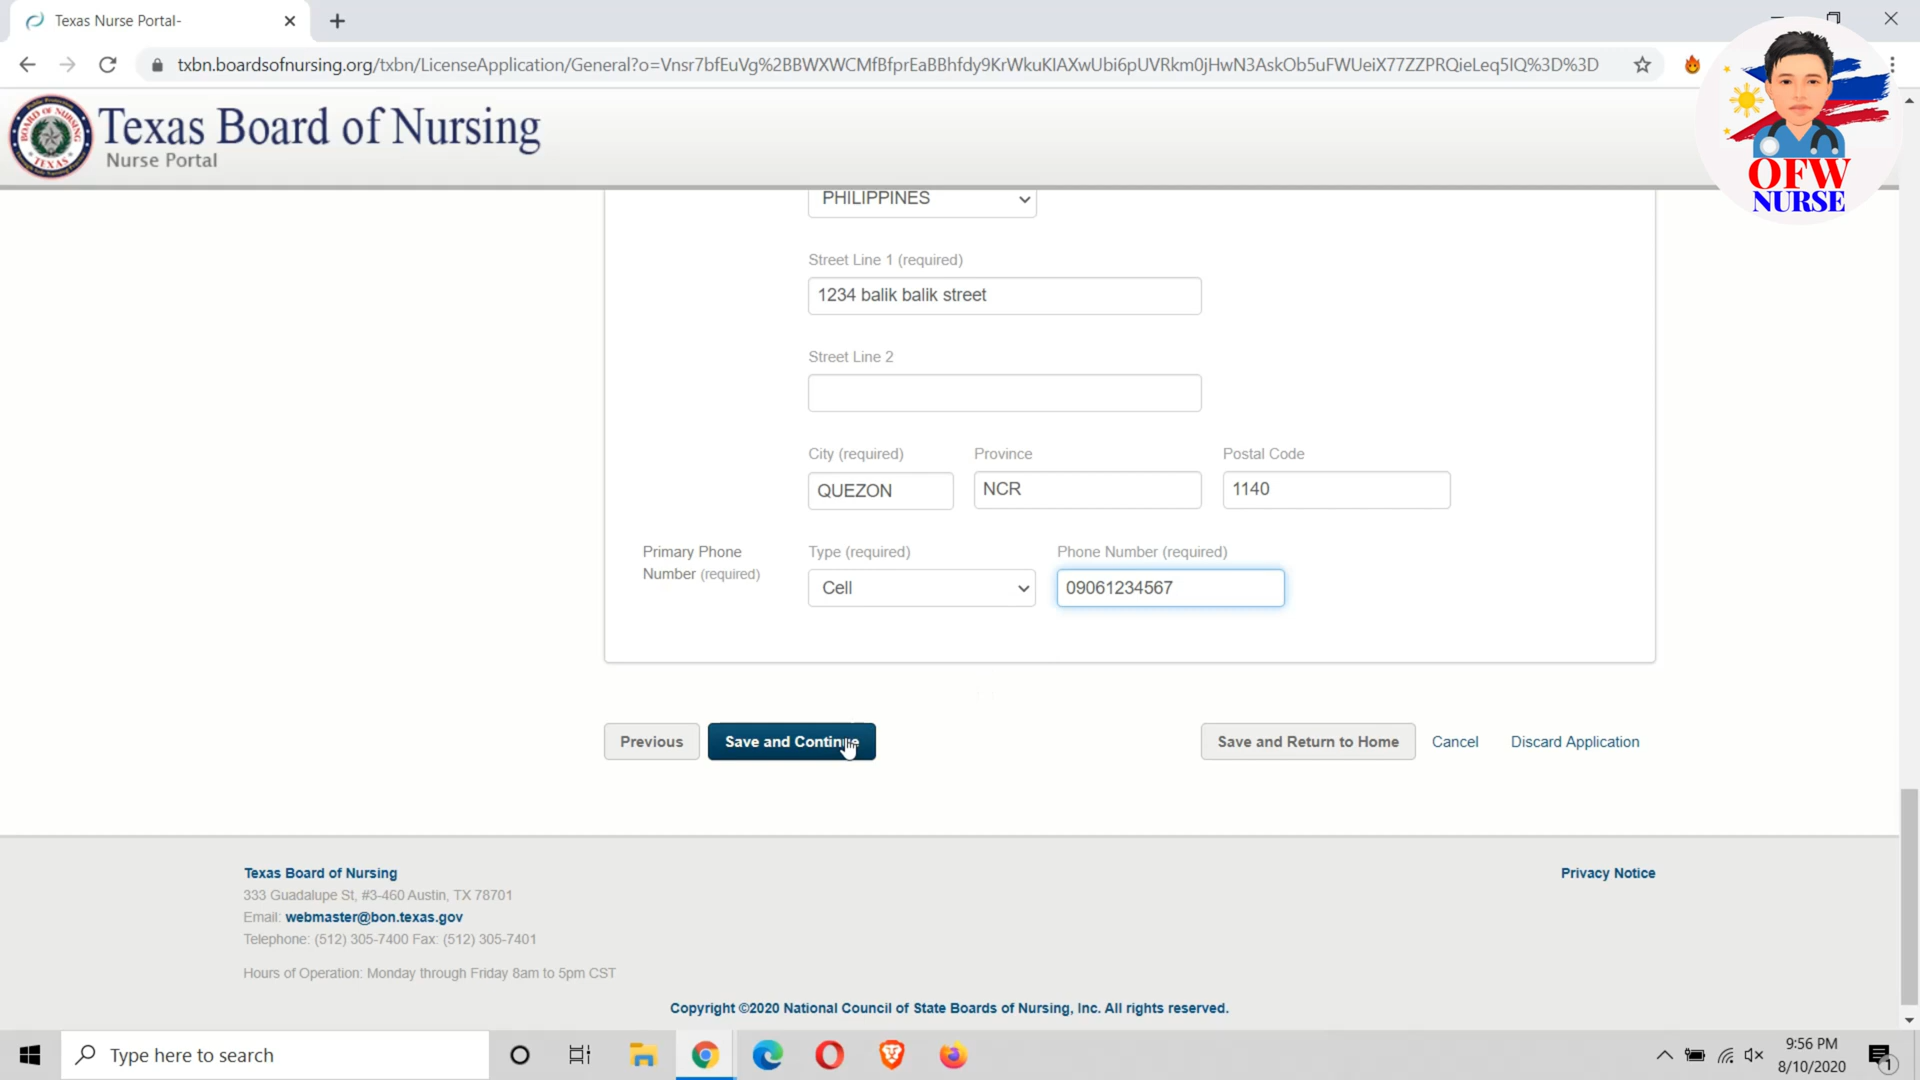 Texas Nurse Portal-
txbn.boardsofnursing.org/txbn/LicenseApplication/General?o=Vnsr7bfEuVg%2BBWXWCMfBfprEaBBhfdy9KrWkuKIAXwUbi6pUVRkm0jHwN3AskOb5uFWUeiX77ZZPRQieLeq5IQ%3D%3D
Texas Board of Nursing
Nurse Portal
OFW
NURSE
PHILIPPINES
Street Line 1 (required)
1234 balik balik street
Street Line 2
City (required) Province Postal Code
QUEZON NCR 1140
Primary Phone Number (required) Type (required) Phone Number (required)
Cell 09061234567
Previous Save and Continue Save and Return to Home Cancel Discard Application
Texas Board of Nursing Privacy Notice
333 Guadalupe St, #3-460 Austin, TX 78701
Email: webmaster@bon.texas.gov
Telephone: (512) 305-7400 Fax: (512) 305-7401
Hours of Operation: Monday through Friday 8am to 5pm CST
Copyright ©2020 National Council of State Boards of Nursing, Inc. All rights reserved.
Type here to search
9:56 PM
8/10/2020
1